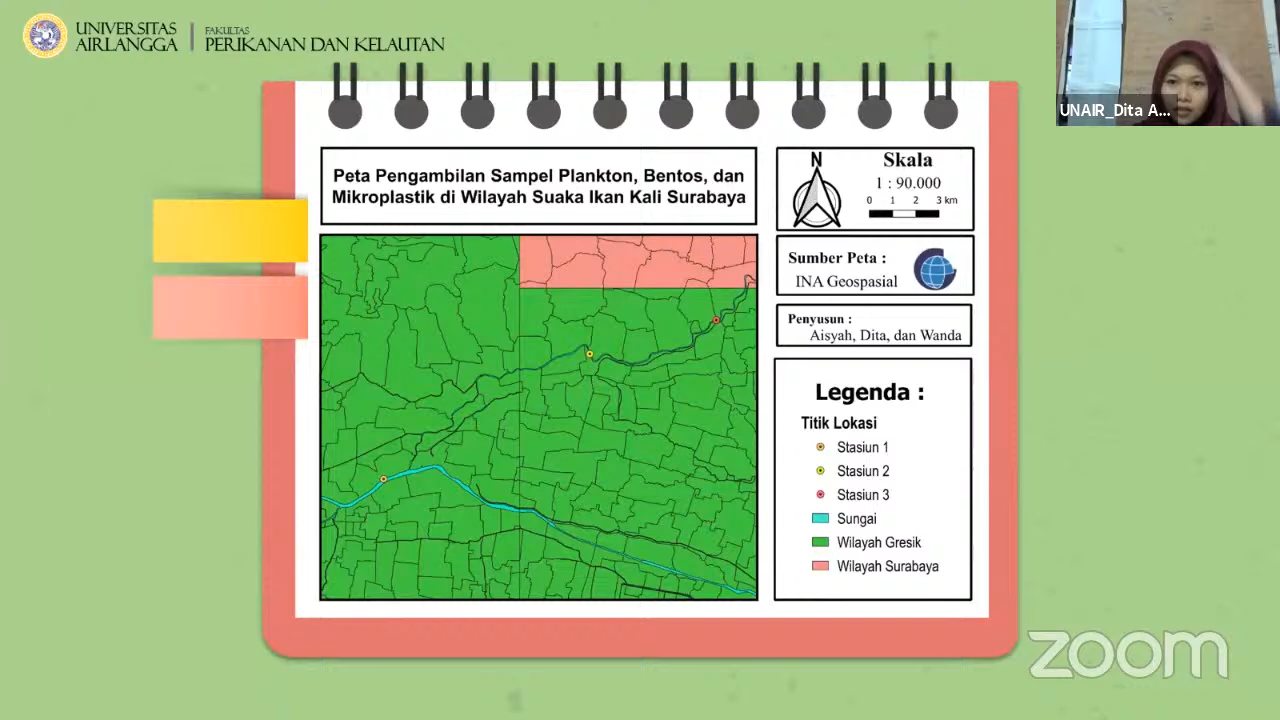 UNIVERSITAS
AIRLANGGA
FAKULTAS
PERIKANAN DAN KELAUTAN
UNAIR_Dita A...
Peta Pengambilan Sampel Plankton, Bentos, dan
Mikroplastik di Wilayah Suaka Ikan Kali Surabaya
N
Skala
1 : 90.000
0 1 2 3 km
Sumber Peta :
INA Geospasial
Penyusun :
Aisyah, Dita, dan Wanda
Legenda :
Titik Lokasi
Stasiun 1
Stasiun 2
Stasiun 3
Sungai
Wilayah Gresik
Wilayah Surabaya
zoom